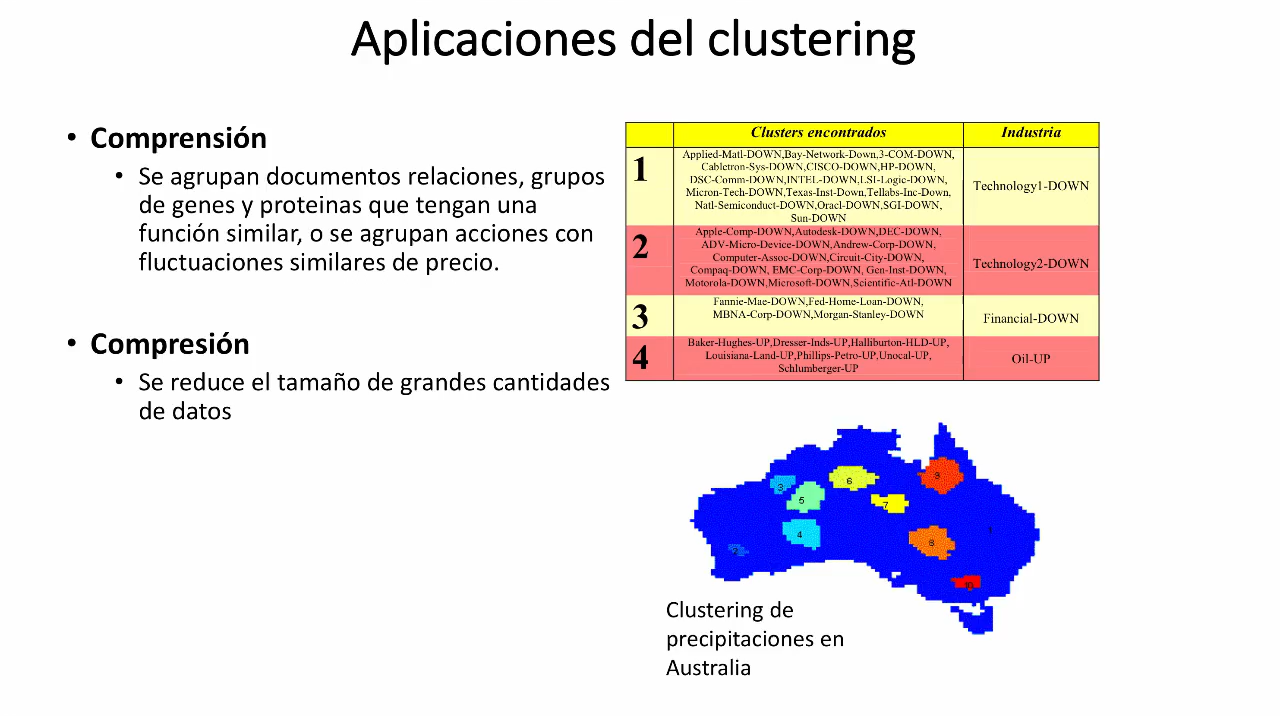 Aplicaciones del clustering
• Comprensión
• Se agrupan documentos relaciones, grupos
de genes y proteinas que tengan una
función similar, o se agrupan acciones con
fluctuaciones similares de precio.
• Compresión
• Se reduce el tamaño de grandes cantidades
de datos
Clusters encontrados Industria
1
Applied-Matl-DOWN,Bay-Network-Down,3-COM-DOWN,
Cabletron-Sys-DOWN,CISCO-DOWN,HP-DOWN,
DSC-Comm-DOWN,INTEL-DOWN,LSI-Logic-DOWN,
Micron-Tech-DOWN,Texas-Inst-Down,Tellabs-Inc-Down,
Natl-Semiconduct-DOWN,Oracl-DOWN,SGI-DOWN,
Sun-DOWN
Technology1-DOWN
2
Apple-Comp-DOWN,Autodesk-DOWN,DEC-DOWN,
ADV-Micro-Device-DOWN,Andrew-Corp-DOWN,
Computer-Assoc-DOWN,Circuit-City-DOWN,
Compaq-DOWN, EMC-Corp-DOWN, Gen-Inst-DOWN,
Motorola-DOWN,Microsoft-DOWN,Scientific-Atl-DOWN
Technology2-DOWN
3
Fannie-Mae-DOWN,Fed-Home-Loan-DOWN,
MBNA-Corp-DOWN,Morgan-Stanley-DOWN
Financial-DOWN
4
Baker-Hughes-UP,Dresser-Inds-UP,Halliburton-HLD-UP,
Louisiana-Land-UP,Phillips-Petro-UP,Unocal-UP,
Schlumberger-UP
Oil-UP
6
9
3
5
7
1
4
8
2
10
Clustering de
precipitaciones en
Australia